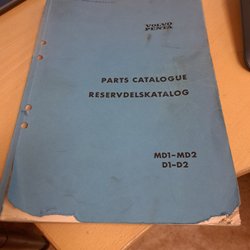 VOLVO
PENTA
PARTS CATALOGUE
RESERVDELSKATALOG
MD1-MD2
D1-D2